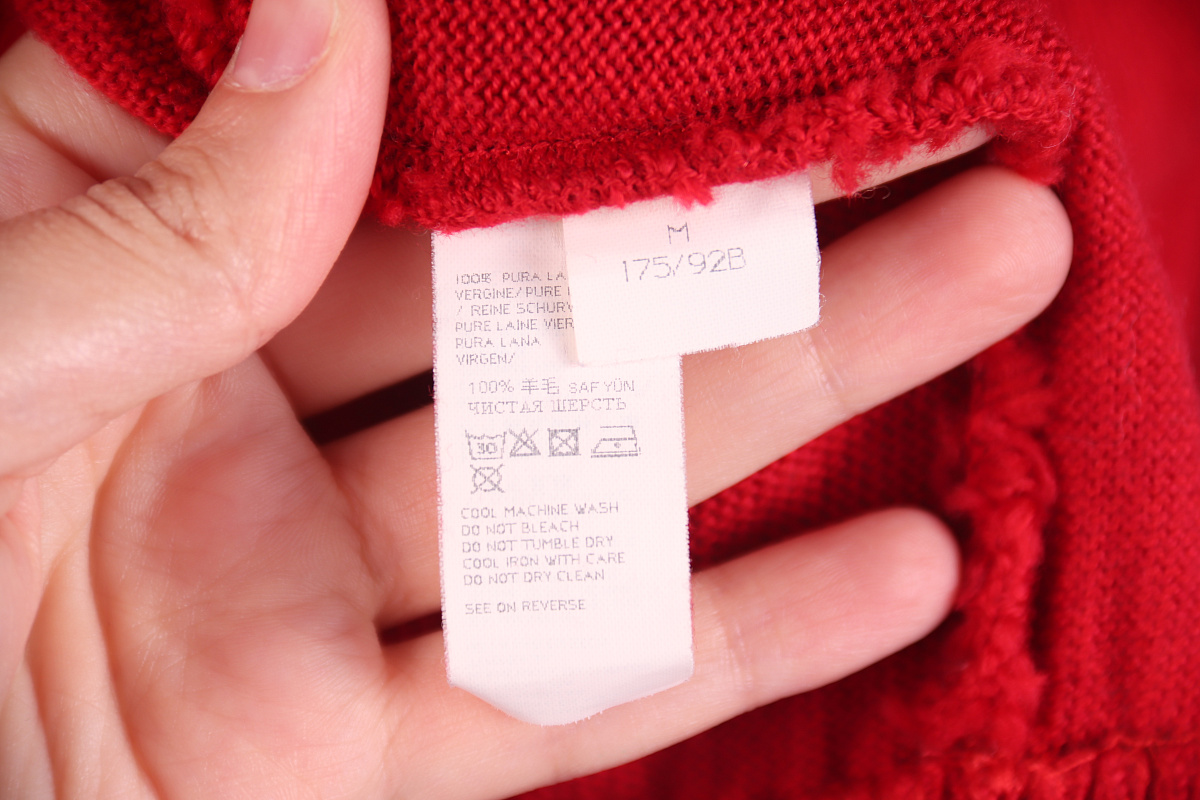 M
175/92B
100% PURA LA
VERGINE/PURE
/ REINE SCHURW
PURE LAINE VIER
PURA LANA
VIRGEN/
100% 羊毛 SAF YÜN
ЧИСТАЯ ШЕРСТЬ
30
COOL MACHINE WASH
DO NOT BLEACH
DO NOT TUMBLE DRY
COOL IRON WITH CARE
DO NOT DRY CLEAN
SEE ON REVERSE